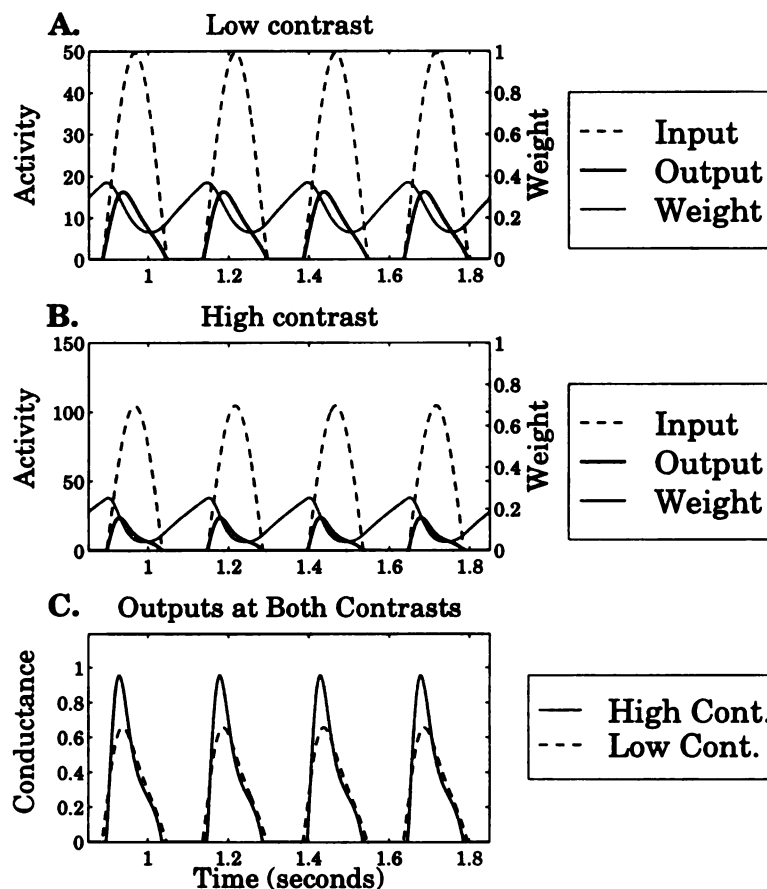 A.
Low contrast
50
40
30
20
10
0
Activity
1
0.8
0.6
0.4
0.2
0
Weight
1
1.2
1.4
1.6
1.8
Input
Output
Weight
B.
High contrast
150
100
50
0
Activity
1
0.8
0.6
0.4
0.2
0
Weight
1
1.2
1.4
1.6
1.8
Input
Output
Weight
C.
Outputs at Both Contrasts
1
0.8
0.6
0.4
0.2
0
Conductance
1
1.2
1.4
1.6
1.8
Time (seconds)
High Cont.
Low Cont.